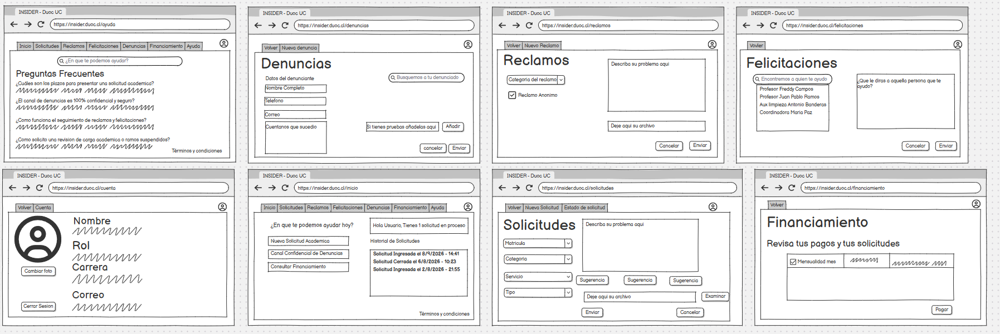 INSIDER - Duoc UC
https://insider.duoc.cl/ayuda
Inicio Solicitudes Reclamos Felicitaciones Denuncias Financiamiento Ayuda
¿En que te podemos ayudar?
Preguntas Frecuentes
¿Cuáles son los plazos para presentar una solicitud academica?
¿El canal de denuncias es 100% confidencial y seguro?
¿Como funciona el seguimiento de reclamos y felicitaciones?
¿Como solicito una revision de carga academica o ramos suspendidos?
Términos y condiciones
INSIDER - Duoc UC
https://insider.duoc.cl/denuncias
Volver Nueva denuncia
Denuncias
Datos del denunciante
Busquemos a tu denunciado
Nombre Completo
Telefono
Correo
Cuentanos que sucedio
Si tienes pruebas añadelas aqui
Añadir
cancelar
Enviar
INSIDER - Duoc UC
https://insider.duoc.cl/reclamos
Volver Nuevo Reclamo
Reclamos
Categoria del reclamo
Reclamo Anonimo
Describa su problema aqui
Deje aqui su archivo
Cancelar
Enviar
INSIDER - Duoc UC
https://insider.duoc.cl/felicitaciones
Vovler
Felicitaciones
Encontremos a quien te ayudo
Profesor Freddy Campos
Profesor Juan Pablo Ramos
Aux limpieza Antonio Banderas
Coordinadora Maria Paz
¿Que le diras a aquella persona que te
ayudo?
Cancelar
Enviar
INSIDER - Duoc UC
https://insider.duoc.cl/cuenta
Volver Cuenta
Nombre
Rol
Carrera
Correo
Cambiar foto
Cerrar Sesion
INSIDER - Duoc UC
https://insider.duoc.cl/inicio
Inicio Solicitudes Reclamos Felicitaciones Denuncias Financiamiento Ayuda
¿En que te podemos ayudar hoy?
Nueva Solicitud Academica
Canal Confidencial de Denuncias
Consultar Financiamiento
Hola Usuario, Tienes 1 solicitud en proceso
Historial de Solicitudes
Solicitud Ingresada el 8/9/2026 - 14:41
Solicitud Cerrada el 6/8/2026 - 10:23
Solicitud Ingresada el 2/8/2026 - 21:55
Términos y condiciones
INSIDER - Duoc UC
https://insider.duoc.cl/solicitudes
Volver Nueva Solicitud Estado de solicitud
Solicitudes
Matricula
Categoria
Servicio
Tipo
Describa su problema aqui
Sugerencia
Sugerencia
Sugerencia
Deje aqui su archivo
Examinar
Enviar
Cancelar
INSIDER - Duoc UC
https://insider.duoc.cl/financiamiento
Volver
Financiamiento
Revisa tus pagos y tus solicitudes
Mensualidad mes
Pagar